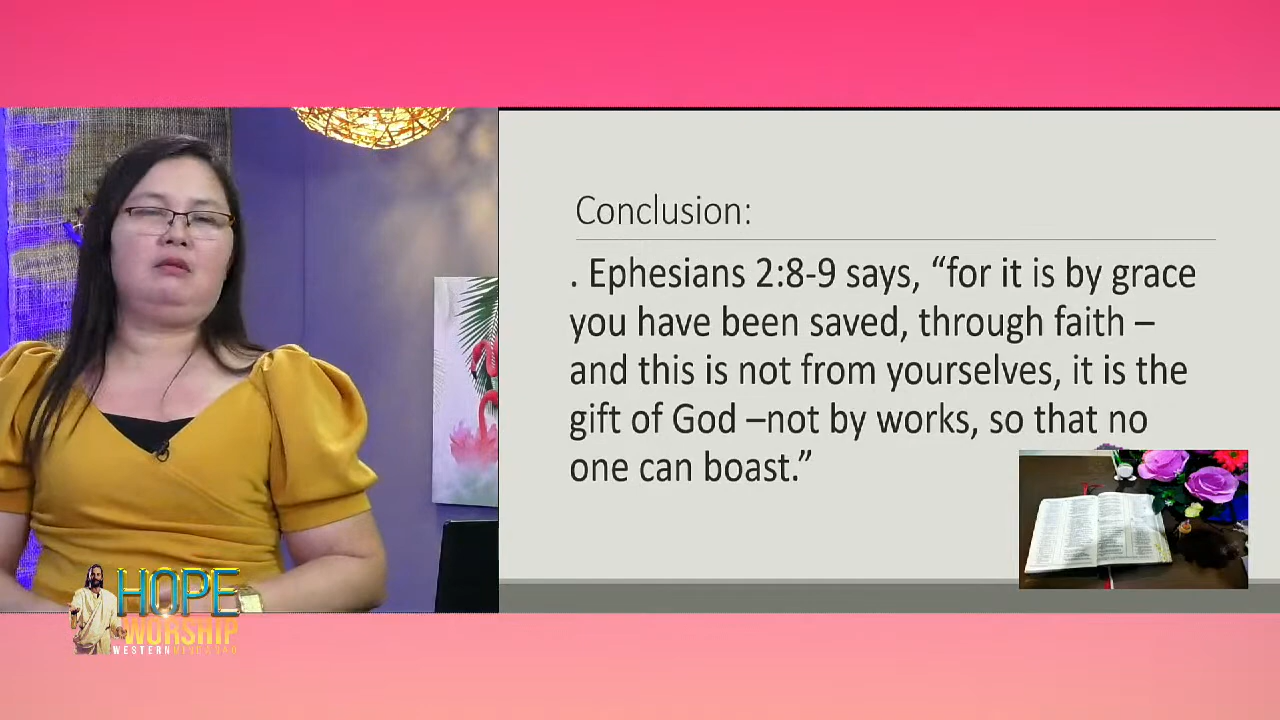 Conclusion:
. Ephesians 2:8-9 says, “for it is by grace
you have been saved, through faith –
and this is not from yourselves, it is the
gift of God –not by works, so that no
one can boast.”
HOPE
WORSHIP
WESTERN MINDANAO